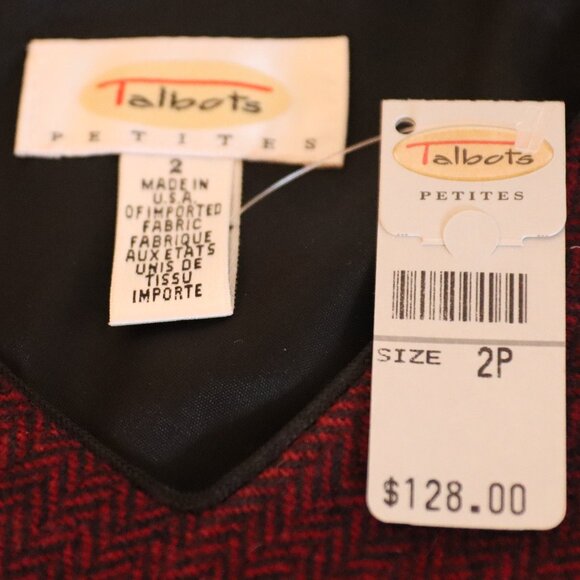 Talbots
PETITES
2
MADE IN
U.S.A.
OF IMPORTED
FABRIC
FABRIQUE
AUX ETATS
UNIS DE
TISSU
IMPORTE
Talbots
PETITES
SIZE 2P
$128.00